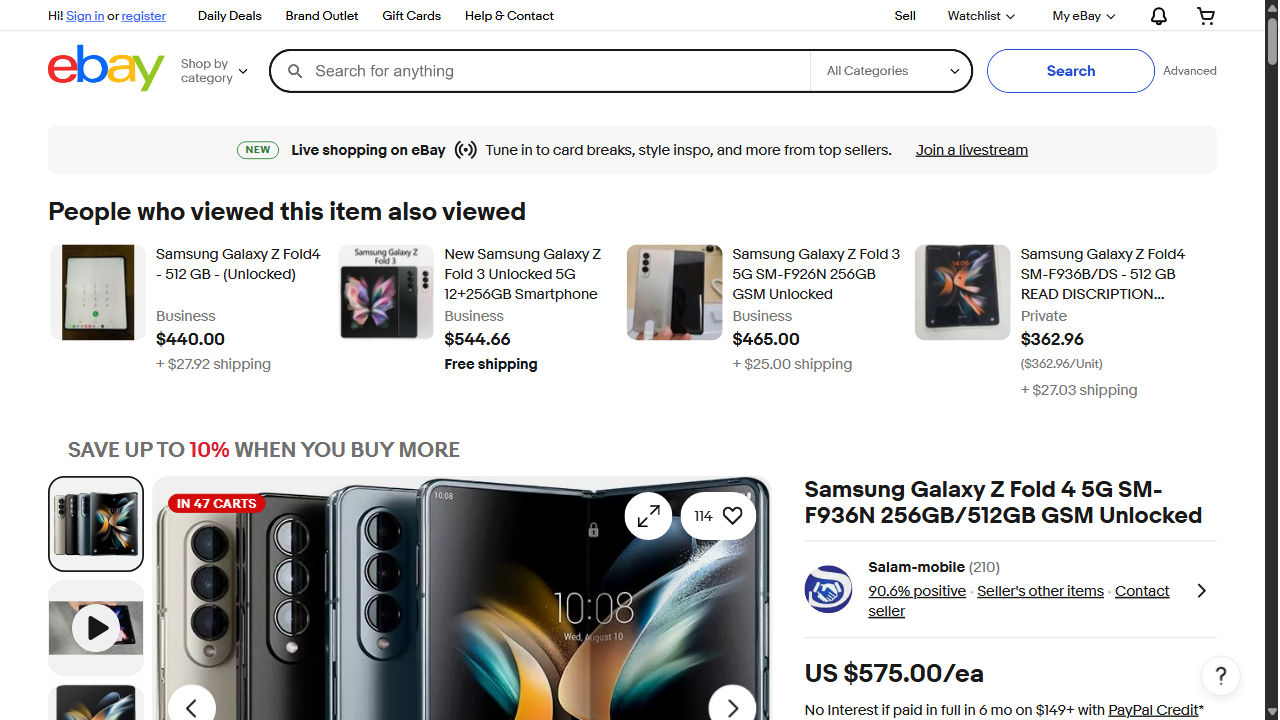 Hi! Sign in or register
Daily Deals
Brand Outlet
Gift Cards
Help & Contact
Sell
Watchlist
My eBay
ebay
Shop by
category
Search for anything
All Categories
Search
Advanced
NEW
Live shopping on eBay
Tune in to card breaks, style inspo, and more from top sellers.
Join a livestream
People who viewed this item also viewed
Samsung Galaxy Z Fold4
- 512 GB - (Unlocked)
Business
$440.00
+ $27.92 shipping
Samsung Galaxy Z
Fold 3
New Samsung Galaxy Z
Fold 3 Unlocked 5G
12+256GB Smartphone
Business
$544.66
Free shipping
Samsung Galaxy Z Fold 3
5G SM-F926N 256GB
GSM Unlocked
Business
$465.00
+ $25.00 shipping
Samsung Galaxy Z Fold4
SM-F936B/DS - 512 GB
READ DISCRIPTION...
Private
$362.96
($362.96/Unit)
+ $27.03 shipping
SAVE UP TO 10% WHEN YOU BUY MORE
IN 47 CARTS
10:08
114
10:08
Wed, August 10
Samsung Galaxy Z Fold 4 5G SM-
F936N 256GB/512GB GSM Unlocked
Salam-mobile (210)
90.6% positive · Seller's other items · Contact
seller
US $575.00/ea
?
No Interest if paid in full in 6 mo on $149+ with PayPal Credit*